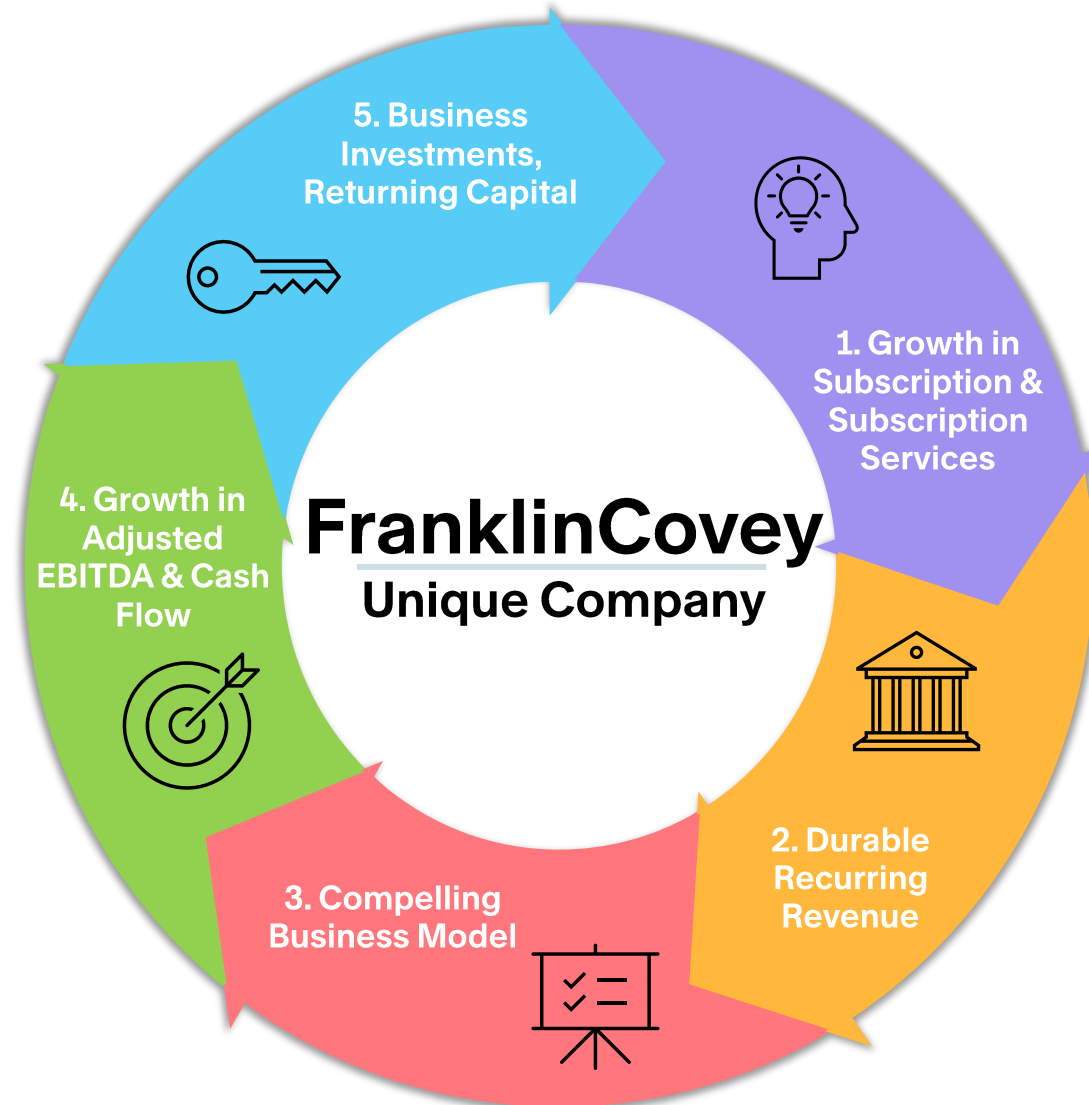 FranklinCovey
Unique Company
1. Growth in
Subscription &
Subscription
Services
2. Durable
Recurring
Revenue
3. Compelling
Business Model
4. Growth in
Adjusted
EBITDA & Cash
Flow
5. Business
Investments,
Returning Capital